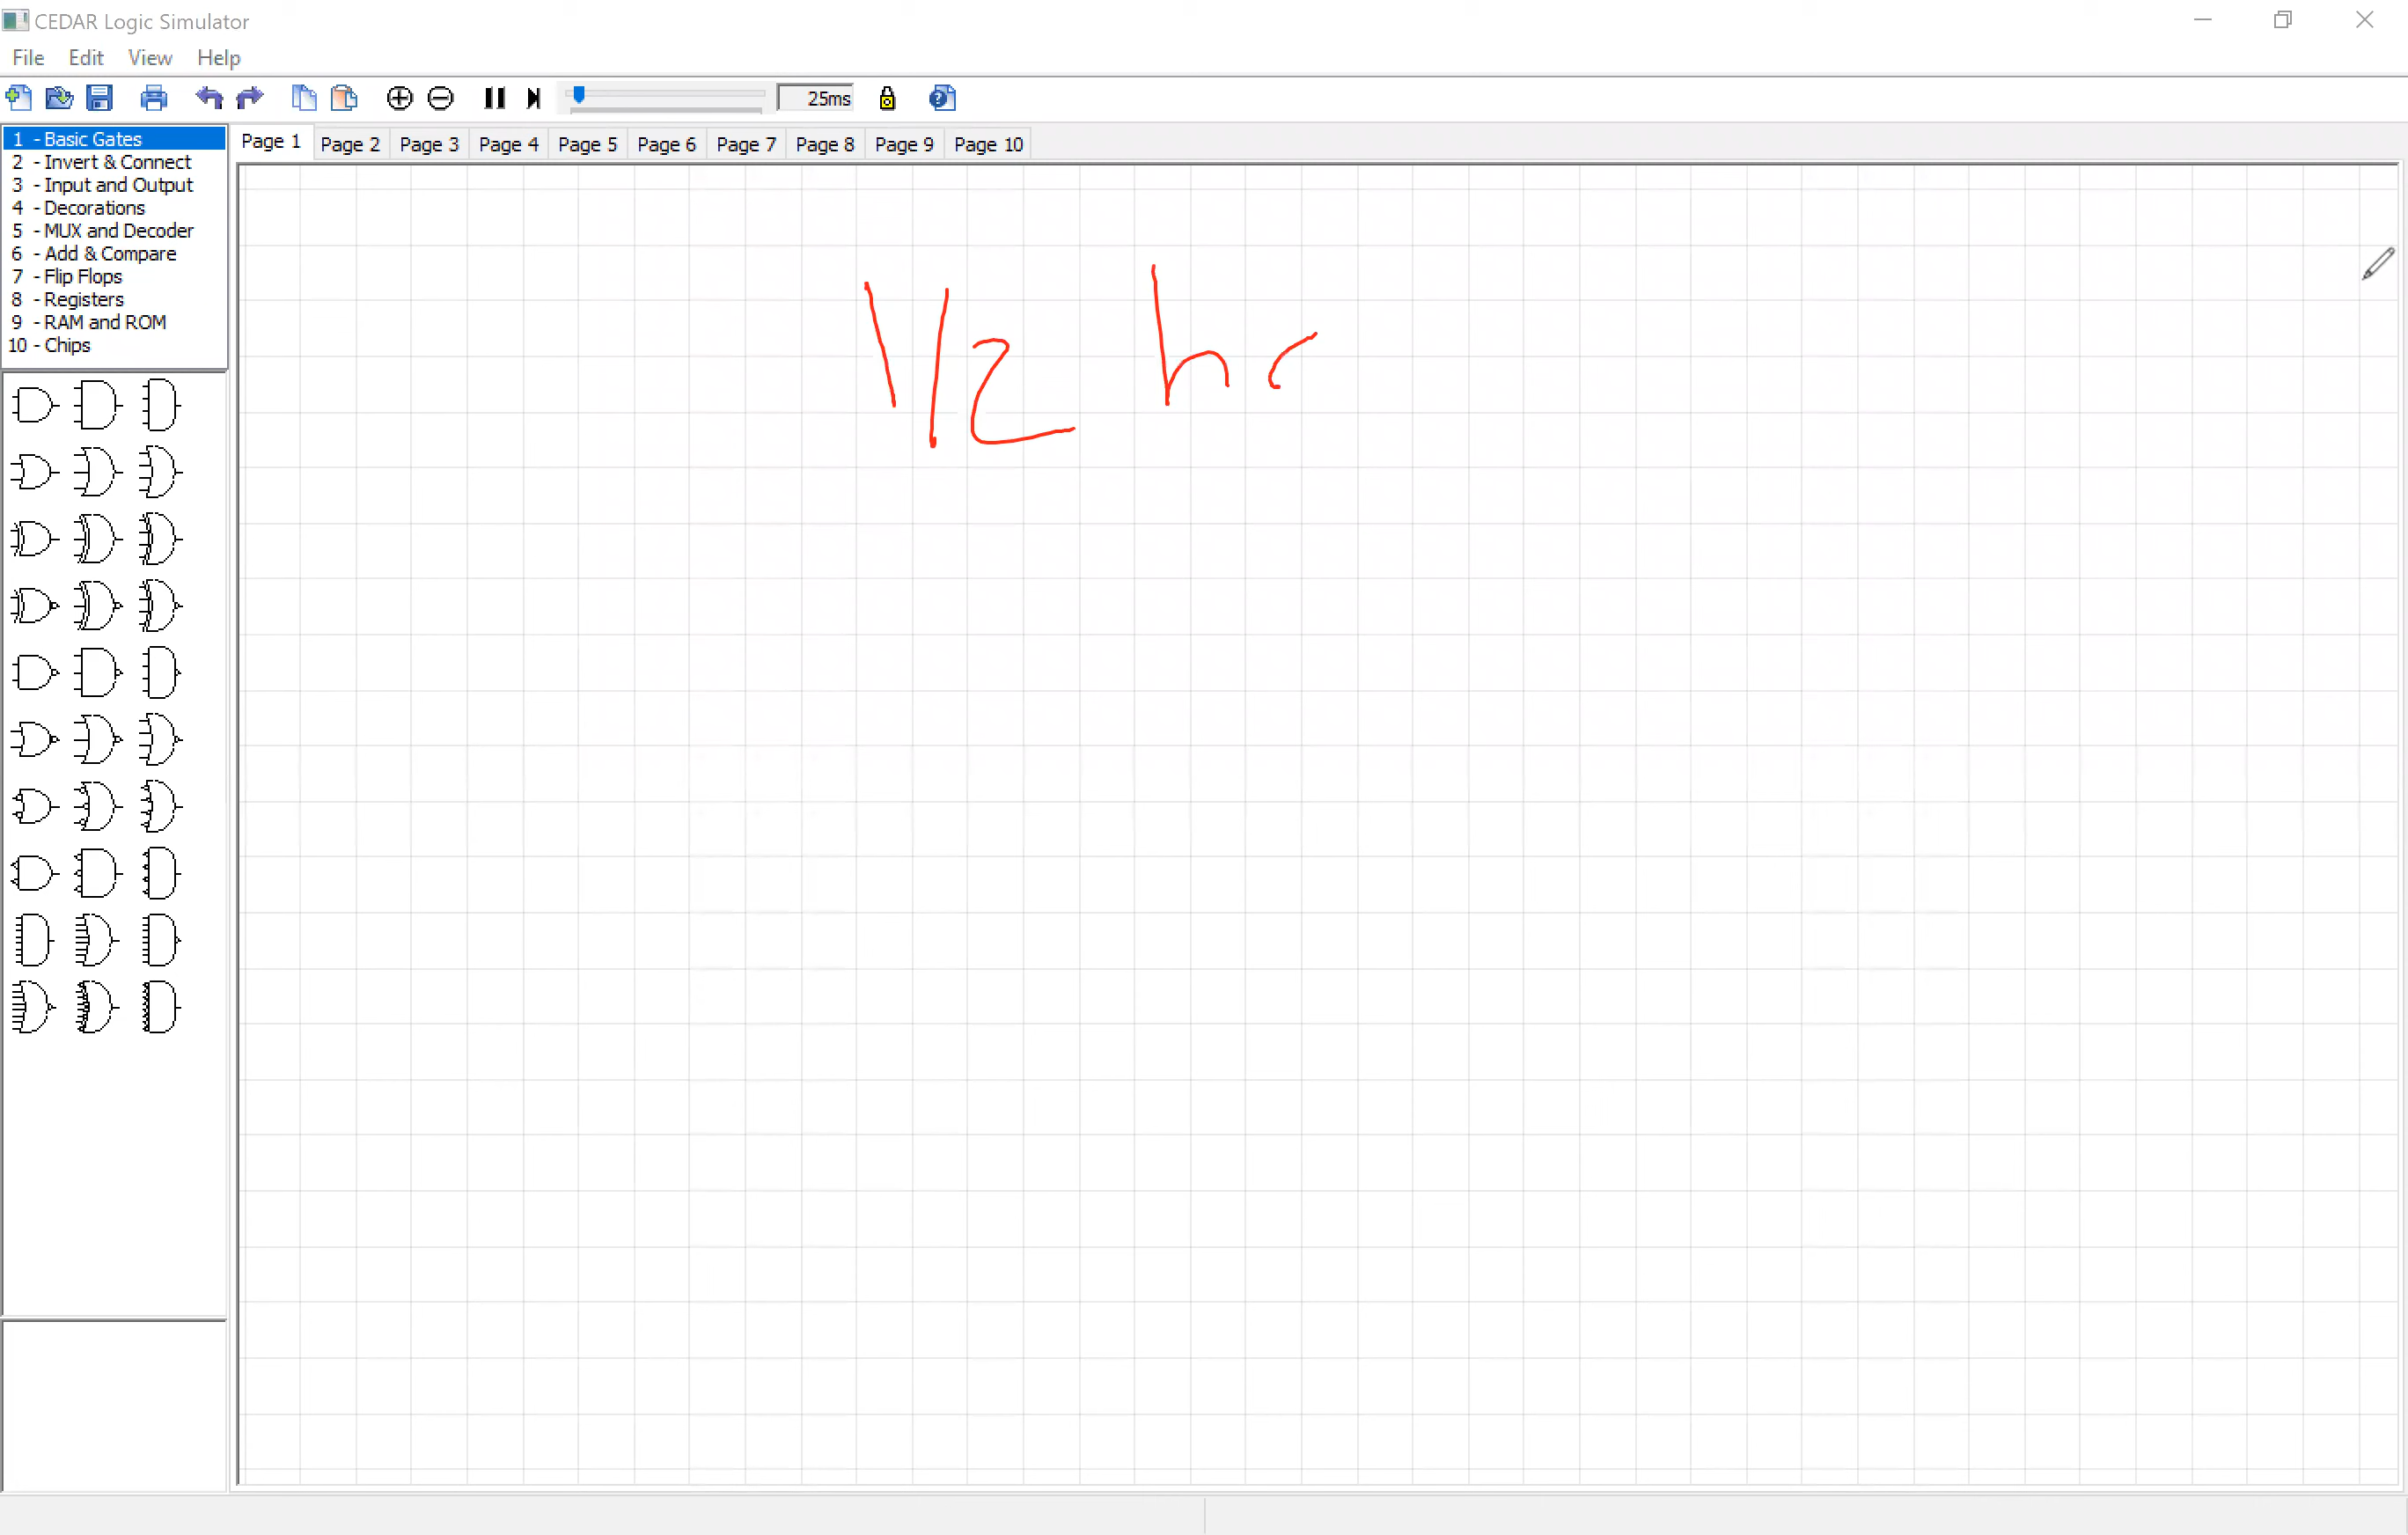 CEDAR Logic Simulator
File Edit View Help
25ms
1 - Basic Gates
2 - Invert & Connect
3 - Input and Output
4 - Decorations
5 - MUX and Decoder
6 - Add & Compare
7 - Flip Flops
8 - Registers
9 - RAM and ROM
10 - Chips
Page 1 Page 2 Page 3 Page 4 Page 5 Page 6 Page 7 Page 8 Page 9 Page 10
1/2 hr